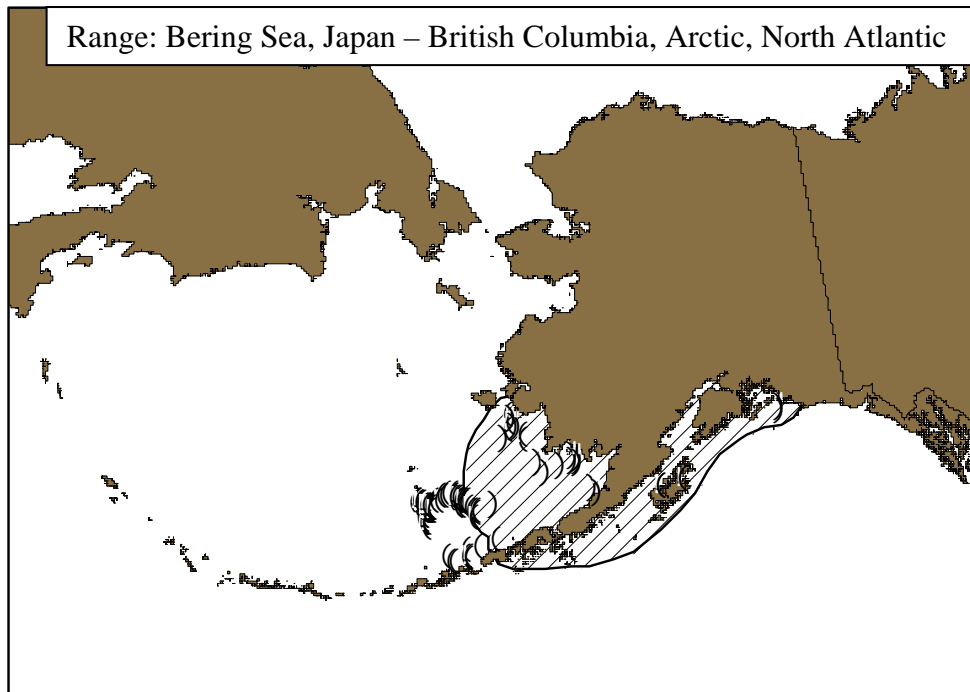 Range: Bering Sea, Japan – British Columbia, Arctic, North Atlantic